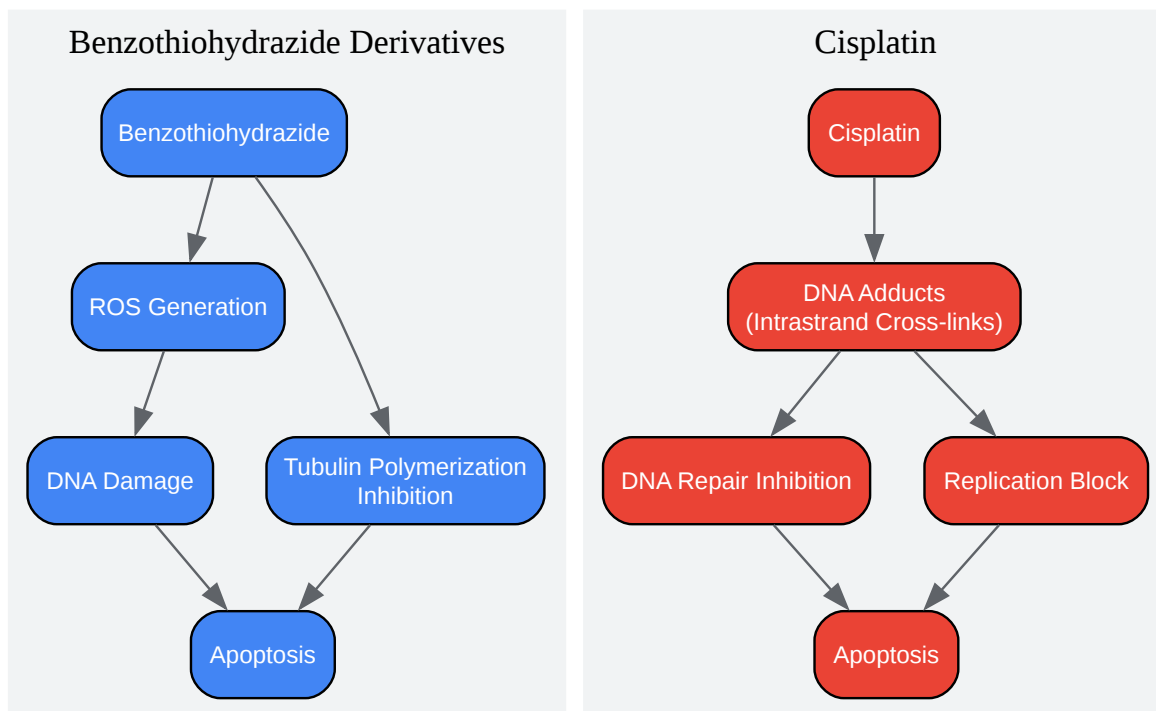 Benzothiohydrazide Derivatives
Benzothiohydrazide
ROS Generation
DNA Damage
Tubulin Polymerization
Inhibition
Apoptosis
Cisplatin
Cisplatin
DNA Adducts
(Intrastrand Cross-links)
DNA Repair Inhibition
Replication Block
Apoptosis